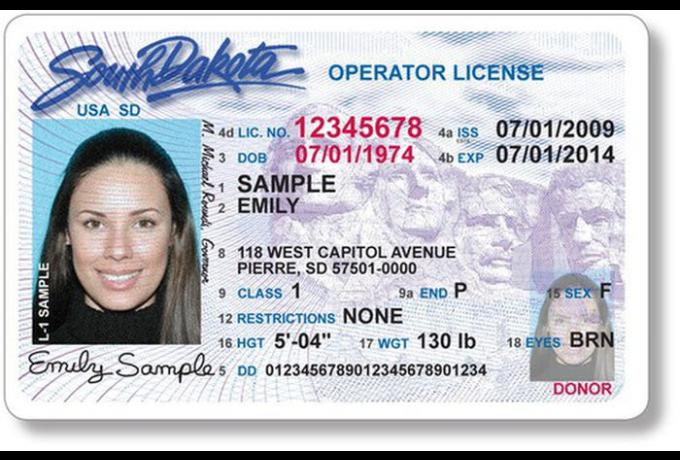 South Dakota
OPERATOR LICENSE
USA SD
4d LIC. NO. 12345678 4a ISS 07/01/2009
3 DOB 07/01/1974 4b EXP 07/01/2014
1 SAMPLE
2 EMILY
M. Michael Rounds, Governor
8 118 WEST CAPITOL AVENUE
PIERRE, SD 57501-0000
9 CLASS 1 9a END P 15 SEX F
12 RESTRICTIONS NONE
16 HGT 5'-04" 17 WGT 130 lb 18 EYES BRN
L-1 SAMPLE
Emily Sample
5 DD 0123456789012345678901234
DONOR